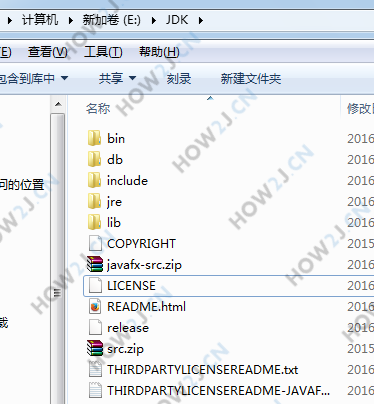 计算机 ▸ 新加卷 (E:) ▸ JDK ▸
(E) 查看(V) 工具(T) 帮助(H)
包含到库中 共享 刻录 新建文件夹
名称 修改日
bin 2016
db 2016
include 2016
jre 2016
lib 2016
COPYRIGHT 2015
javafx-src.zip 2016
LICENSE 2016
README.html 2016
release 2016
src.zip 2015
THIRDPARTYLICENSEREADME.txt 2016
THIRDPARTYLICENSEREADME-JAVAF... 2016
问的位置
载
HOW2J.CN
HOW2J.CN
HOW2J.CN
HOW2J.CN
HOW2J.CN
HOW2J.CN